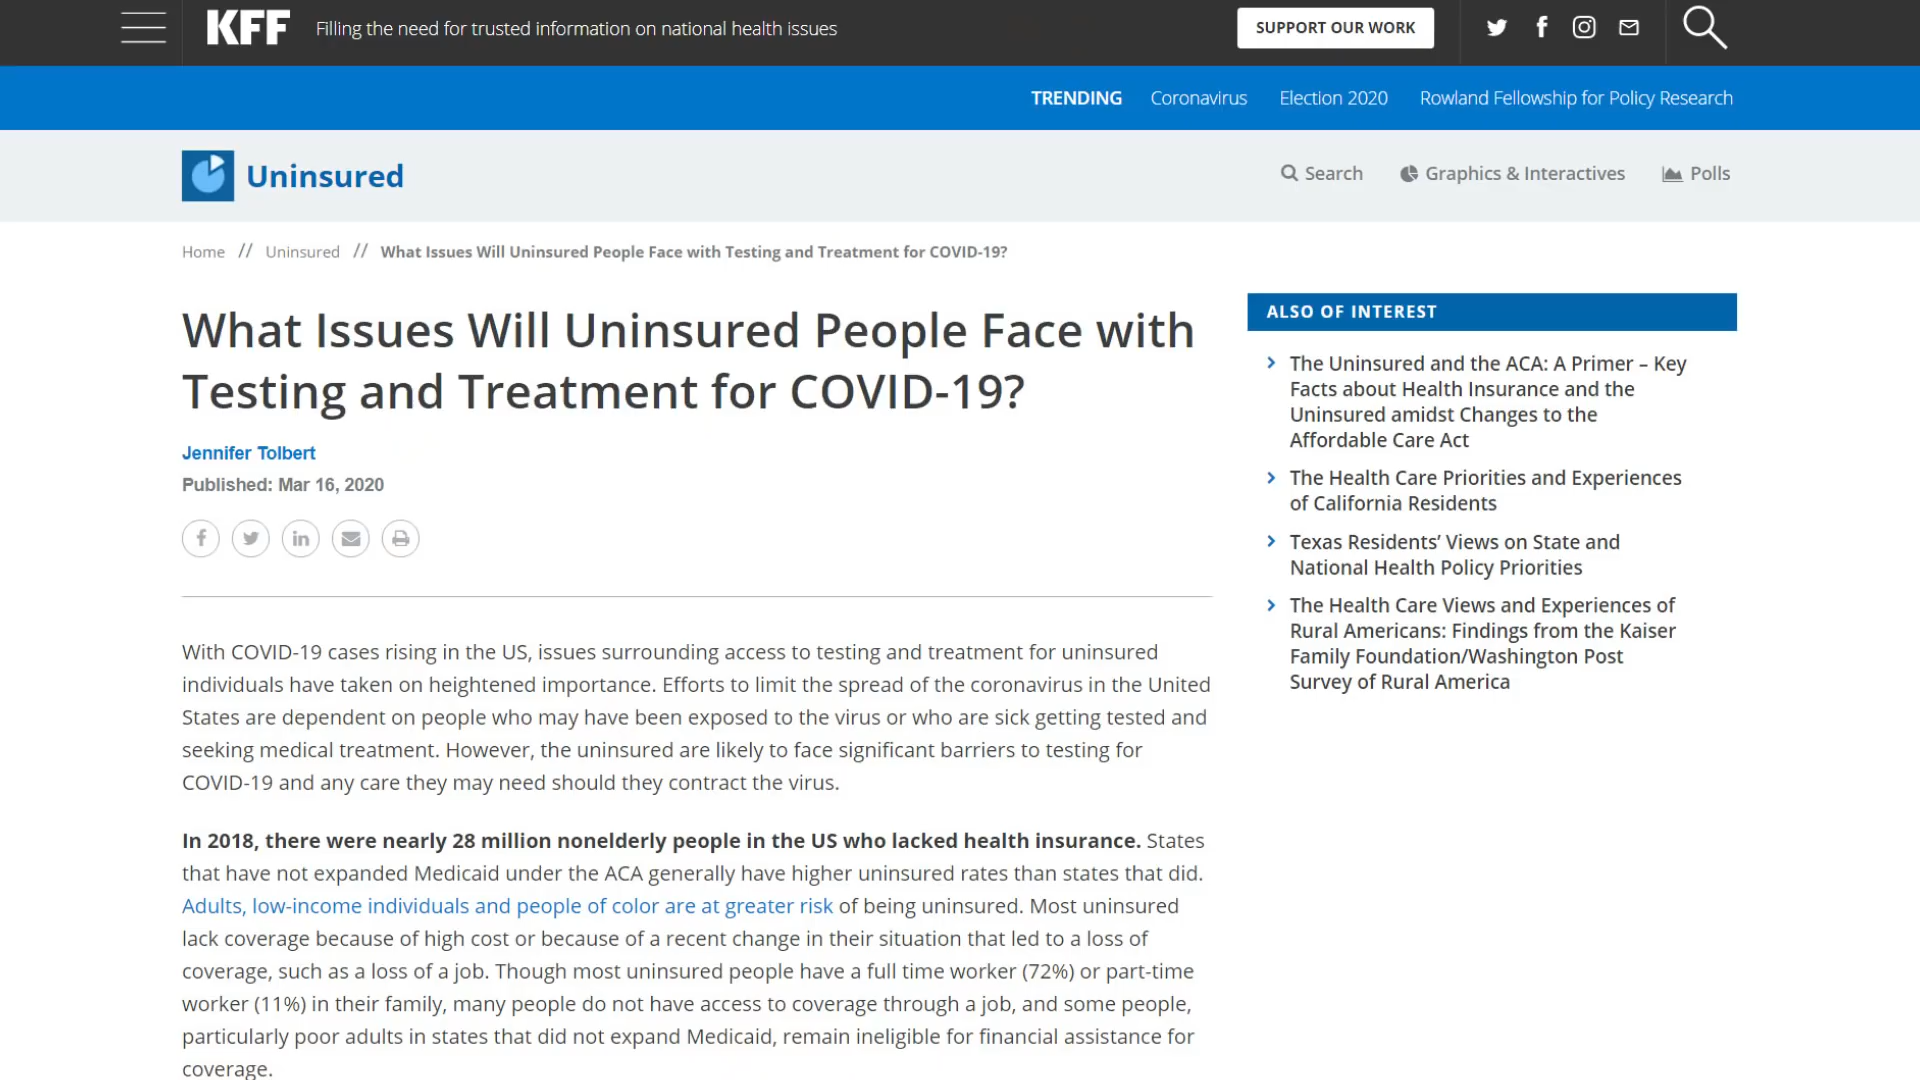 KFF
Filling the need for trusted information on national health issues
SUPPORT OUR WORK
TRENDING Coronavirus Election 2020 Rowland Fellowship for Policy Research
Uninsured
Search Graphics & Interactives Polls
Home // Uninsured // What Issues Will Uninsured People Face with Testing and Treatment for COVID-19?
What Issues Will Uninsured People Face with
Testing and Treatment for COVID-19?
Jennifer Tolbert
Published: Mar 16, 2020
With COVID-19 cases rising in the US, issues surrounding access to testing and treatment for uninsured
individuals have taken on heightened importance. Efforts to limit the spread of the coronavirus in the United
States are dependent on people who may have been exposed to the virus or who are sick getting tested and
seeking medical treatment. However, the uninsured are likely to face significant barriers to testing for
COVID-19 and any care they may need should they contract the virus.
In 2018, there were nearly 28 million nonelderly people in the US who lacked health insurance. States
that have not expanded Medicaid under the ACA generally have higher uninsured rates than states that did.
Adults, low-income individuals and people of color are at greater risk of being uninsured. Most uninsured
lack coverage because of high cost or because of a recent change in their situation that led to a loss of
coverage, such as a loss of a job. Though most uninsured people have a full time worker (72%) or part-time
worker (11%) in their family, many people do not have access to coverage through a job, and some people,
particularly poor adults in states that did not expand Medicaid, remain ineligible for financial assistance for
coverage.
ALSO OF INTEREST
The Uninsured and the ACA: A Primer – Key
Facts about Health Insurance and the
Uninsured amidst Changes to the
Affordable Care Act
The Health Care Priorities and Experiences
of California Residents
Texas Residents’ Views on State and
National Health Policy Priorities
The Health Care Views and Experiences of
Rural Americans: Findings from the Kaiser
Family Foundation/Washington Post
Survey of Rural America